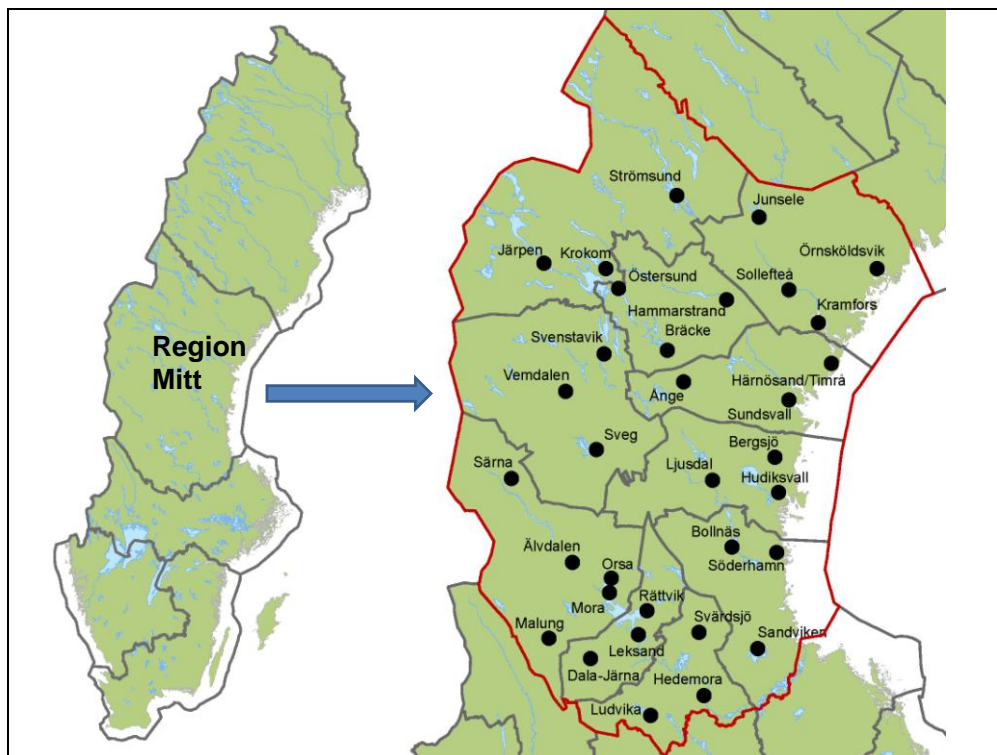 Region
Mitt
Strömsund
Junsele
Örnsköldsvik
Järpen
Krokom
Östersund
Sollefteå
Hammarstrand
Kramfors
Bräcke
Svenstavik
Vemdalen
Ånge
Härnösand/Timrå
Sundsvall
Sveg
Bergsjö
Särna
Ljusdal
Hudiksvall
Bollnäs
Söderhamn
Älvdalen
Orsa
Mora
Rättvik
Svärdsjö
Malung
Leksand
Sandviken
Dala-Järna
Hedemora
Ludvika